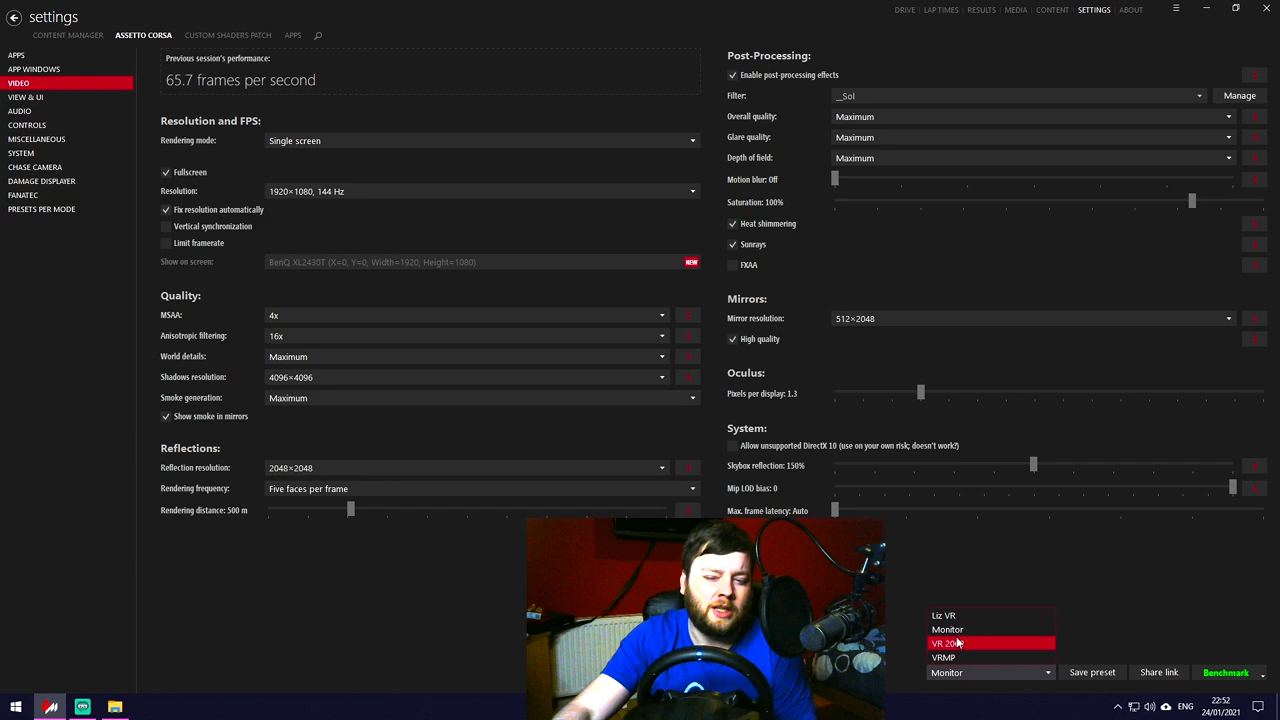 settings
DRIVE LAP TIMES RESULTS MEDIA CONTENT SETTINGS ABOUT
CONTENT MANAGER ASSETTO CORSA CUSTOM SHADERS PATCH APPS
APPS
APP WINDOWS
VIDEO
VIEW & UI
AUDIO
CONTROLS
MISCELLANEOUS
SYSTEM
CHASE CAMERA
DAMAGE DISPLAYER
FANATEC
PRESETS PER MODE
Previous session's performance:
65.7 frames per second
Resolution and FPS:
Rendering mode: Single screen
Fullscreen
Resolution: 1920×1080, 144 Hz
Fix resolution automatically
Vertical synchronization
Limit framerate
Show on screen: BenQ XL2430T (X=0, Y=0, Width=1920, Height=1080) NEW
Quality:
MSAA: 4x
Anisotropic filtering: 16x
World details: Maximum
Shadows resolution: 4096×4096
Smoke generation: Maximum
Show smoke in mirrors
Reflections:
Reflection resolution: 2048×2048
Rendering frequency: Five faces per frame
Rendering distance: 500 m
Post-Processing:
Enable post-processing effects
Filter: __Sol Manage
Overall quality: Maximum
Glare quality: Maximum
Depth of field: Maximum
Motion blur: Off
Saturation: 100%
Heat shimmering
Sunrays
FXAA
Mirrors:
Mirror resolution: 512×2048
High quality
Oculus:
Pixels per display: 1.3
System:
Allow unsupported DirectX 10 (use on your own risk; doesn't work?)
Skybox reflection: 150%
Mip LOD bias: 0
Max. frame latency: Auto
Liz VR
Monitor
VR
VRMP
Monitor Save preset Share link Benchmark
ENG
22:52
24/01/2021